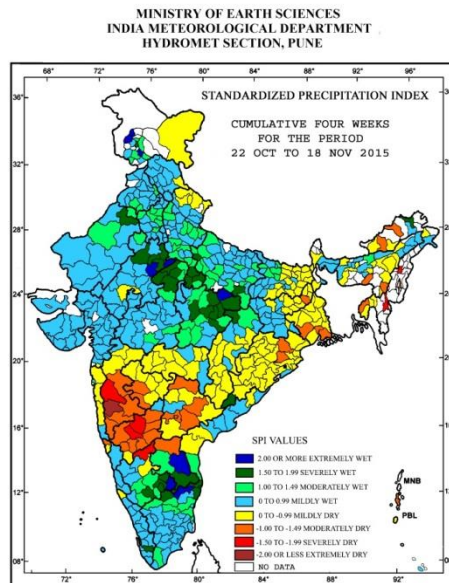 MINISTRY OF EARTH SCIENCES
INDIA METEOROLOGICAL DEPARTMENT
HYDROMET SECTION, PUNE
68° 72° 76° 80° 84° 88° 92° 96°
STANDARDIZED PRECIPITATION INDEX
36°
CUMULATIVE FOUR WEEKS
FOR THE PERIOD
22 OCT TO 18 NOV 2015
32°
28°
24°
20°
16°
12°
08°
SPI VALUES
2.00 OR MORE EXTREMELY WET
1.50 TO 1.99 SEVERELY WET
1.00 TO 1.49 MODERATELY WET
0 TO 0.99 MILDLY WET
0 TO -0.99 MILDLY DRY
-1.00 TO -1.49 MODERATELY DRY
-1.50 TO -1.99 SEVERELY DRY
-2.00 OR LESS EXTREMELY DRY
NO DATA
MNB
PBL
72° 76° 80° 84° 88° 92°